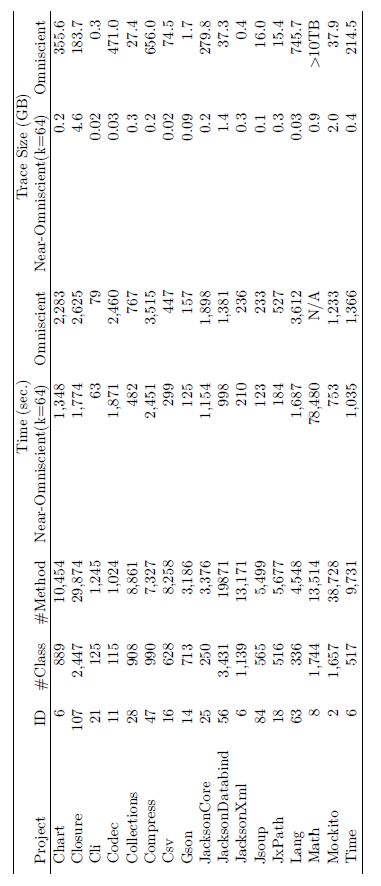 Time (sec.) Trace Size (GB)
Project ID #Class #Method Near-Omniscient(k=64) Omniscient Near-Omniscient(k=64) Omniscient
Chart 6 889 10,454 1,348 2,283 0.2 355.6
Closure 107 2,447 29,874 1,774 2,625 4.6 183.7
Cli 21 125 1,245 63 79 0.02 0.3
Codec 11 115 1,024 1,871 2,460 0.03 471.0
Collections 28 908 8,861 482 767 0.3 27.4
Compress 47 990 7,327 2,451 3,515 0.2 656.0
Csv 16 628 8,258 299 447 0.02 74.5
Gson 14 713 3,186 125 157 0.09 1.7
JacksonCore 25 250 3,376 1,154 1,898 0.2 279.8
JacksonDatabind 56 3,431 19871 998 1,381 1.4 37.3
JacksonXml 6 1,139 13,171 210 236 0.3 0.4
Jsoup 84 565 5,499 123 233 0.1 16.0
JxPath 18 516 5,677 184 527 0.3 15.4
Lang 63 336 4,548 1,687 3,612 0.03 745.7
Math 8 1,744 13,514 78,480 N/A 0.9 >10TB
Mockito 2 1,657 38,728 753 1,233 2.0 37.9
Time 6 517 9,731 1,035 1,366 0.4 214.5